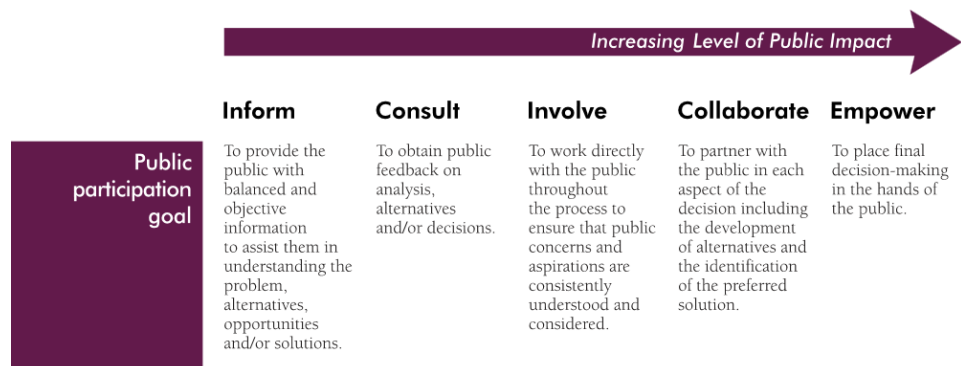 Increasing Level of Public Impact
Inform
Consult
Involve
Collaborate
Empower
Public
participation
goal
To provide the
public with
balanced and
objective
information
to assist them in
understanding the
problem,
alternatives,
opportunities
and/or solutions.
To obtain public
feedback on
analysis,
alternatives
and/or decisions.
To work directly
with the public
throughout
the process to
ensure that public
concerns and
aspirations are
consistently
understood and
considered.
To partner with
the public in each
aspect of the
decision including
the development
of alternatives and
the identification
of the preferred
solution.
To place final
decision-making
in the hands of
the public.